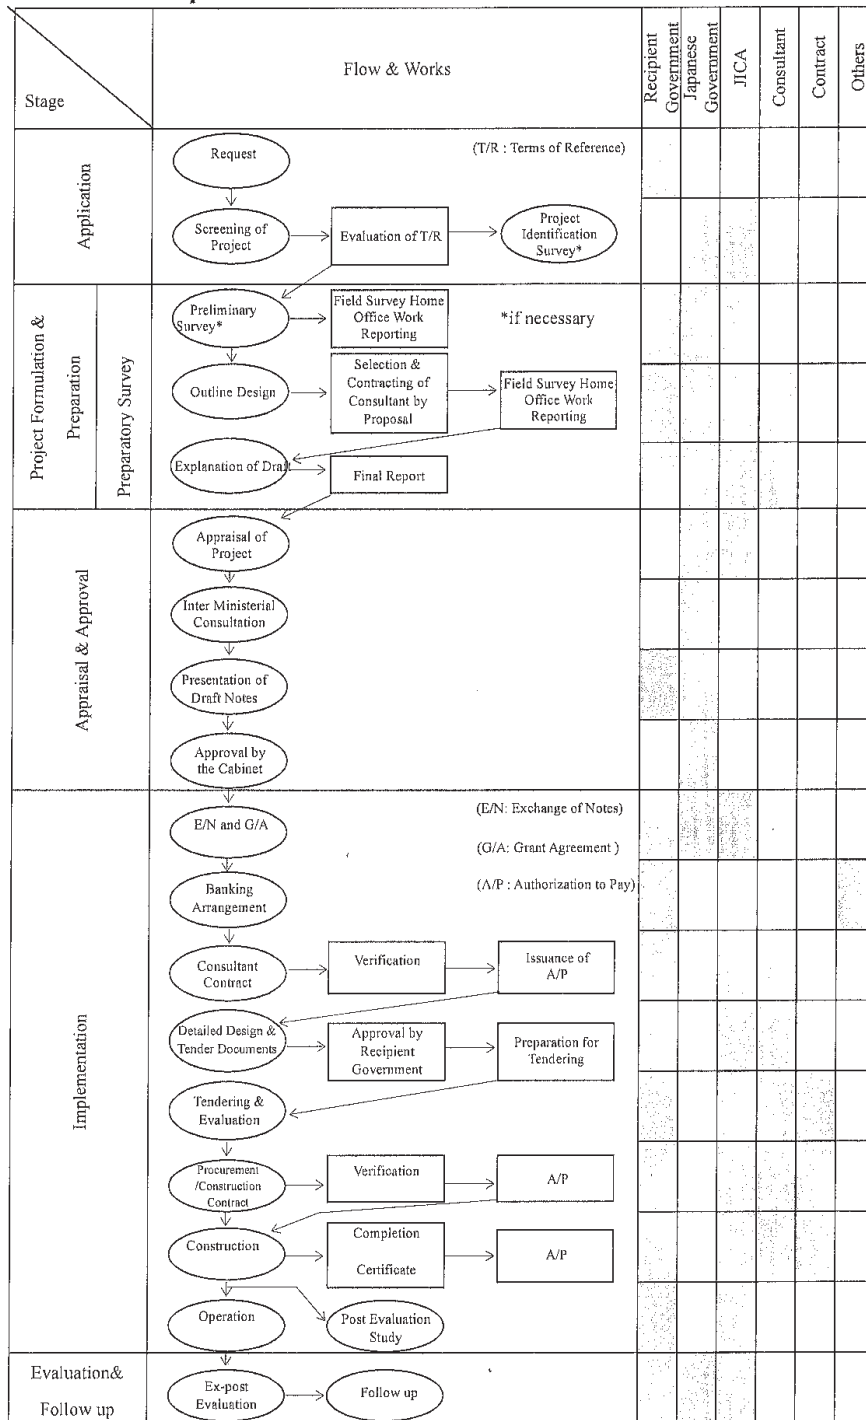 Stage
Flow & Works
Recipient
Government
Japanese
Government
JICA
Consultant
Contract
Others
Application
Request
(T/R : Terms of Reference)
Screening of
Project
Evaluation of T/R
Project
Identification
Survey*
Project Formulation &
Preparation
Preparatory Survey
Preliminary
Survey*
Field Survey Home
Office Work
Reporting
*if necessary
Outline Design
Selection &
Contracting of
Consultant by
Proposal
Field Survey Home
Office Work
Reporting
Explanation of Draft
Final Report
Appraisal & Approval
Appraisal of
Project
Inter Ministerial
Consultation
Presentation of
Draft Notes
Approval by
the Cabinet
Implementation
E/N and G/A
(E/N: Exchange of Notes)
(G/A: Grant Agreement )
(A/P : Authorization to Pay)
Banking
Arrangement
Consultant
Contract
Verification
Issuance of
A/P
Detailed Design &
Tender Documents
Approval by
Recipient
Government
Preparation for
Tendering
Tendering &
Evaluation
Procurement
/Construction
Contract
Verification
A/P
Construction
Completion
Certificate
A/P
Operation
Post Evaluation
Study
Evaluation&
Follow up
Ex-post
Evaluation
Follow up